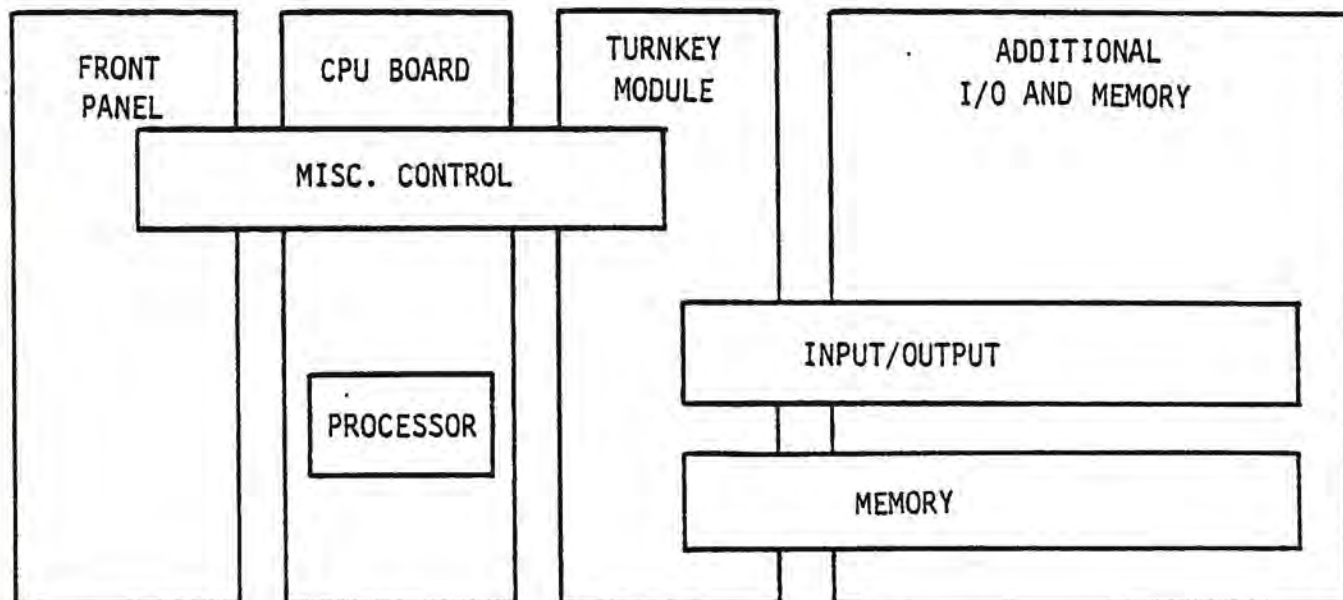 FRONT
PANEL
CPU BOARD
TURNKEY
MODULE
ADDITIONAL
I/O AND MEMORY
MISC. CONTROL
INPUT/OUTPUT
PROCESSOR
MEMORY